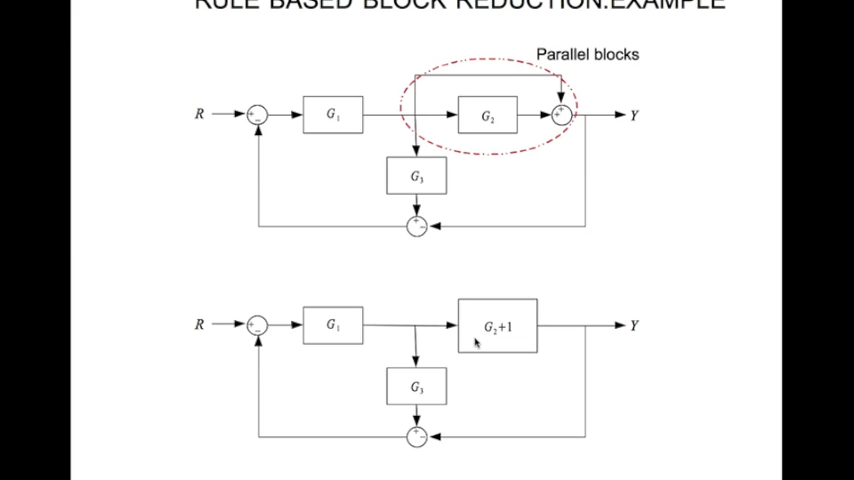 RULE BASED BLOCK REDUCTION:EXAMPLE
Parallel blocks
R + − G₁ G₂ + Y
G₃
+ −
R + − G₁ G₂+1 Y
G₃
+ −